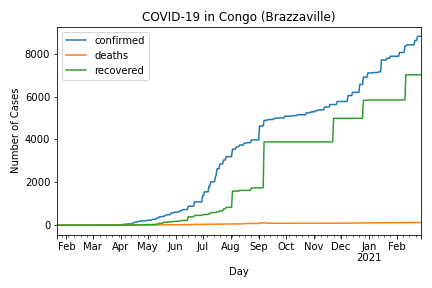 COVID-19 in Congo (Brazzaville)
confirmed
deaths
recovered
Number of Cases
8000
6000
4000
2000
0
Feb Mar Apr May Jun Jul Aug Sep Oct Nov Dec Jan Feb
2021
Day